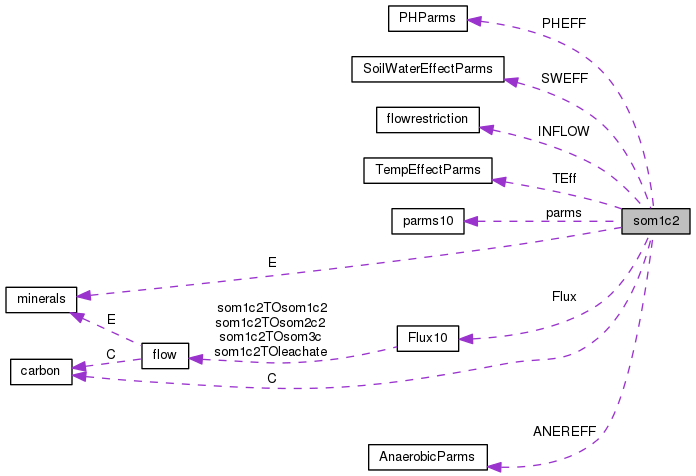 PHParms
PHEFF
SoilWaterEffectParms
SWEFF
flowrestriction
INFLOW
TempEffectParms
TEff
parms10
parms
som1c2
E
minerals
Flux
som1c2TOsom1c2
som1c2TOsom2c2
som1c2TOsom3c
som1c2TOleachate
E
Flux10
flow
C
carbon
C
ANEREFF
AnaerobicParms